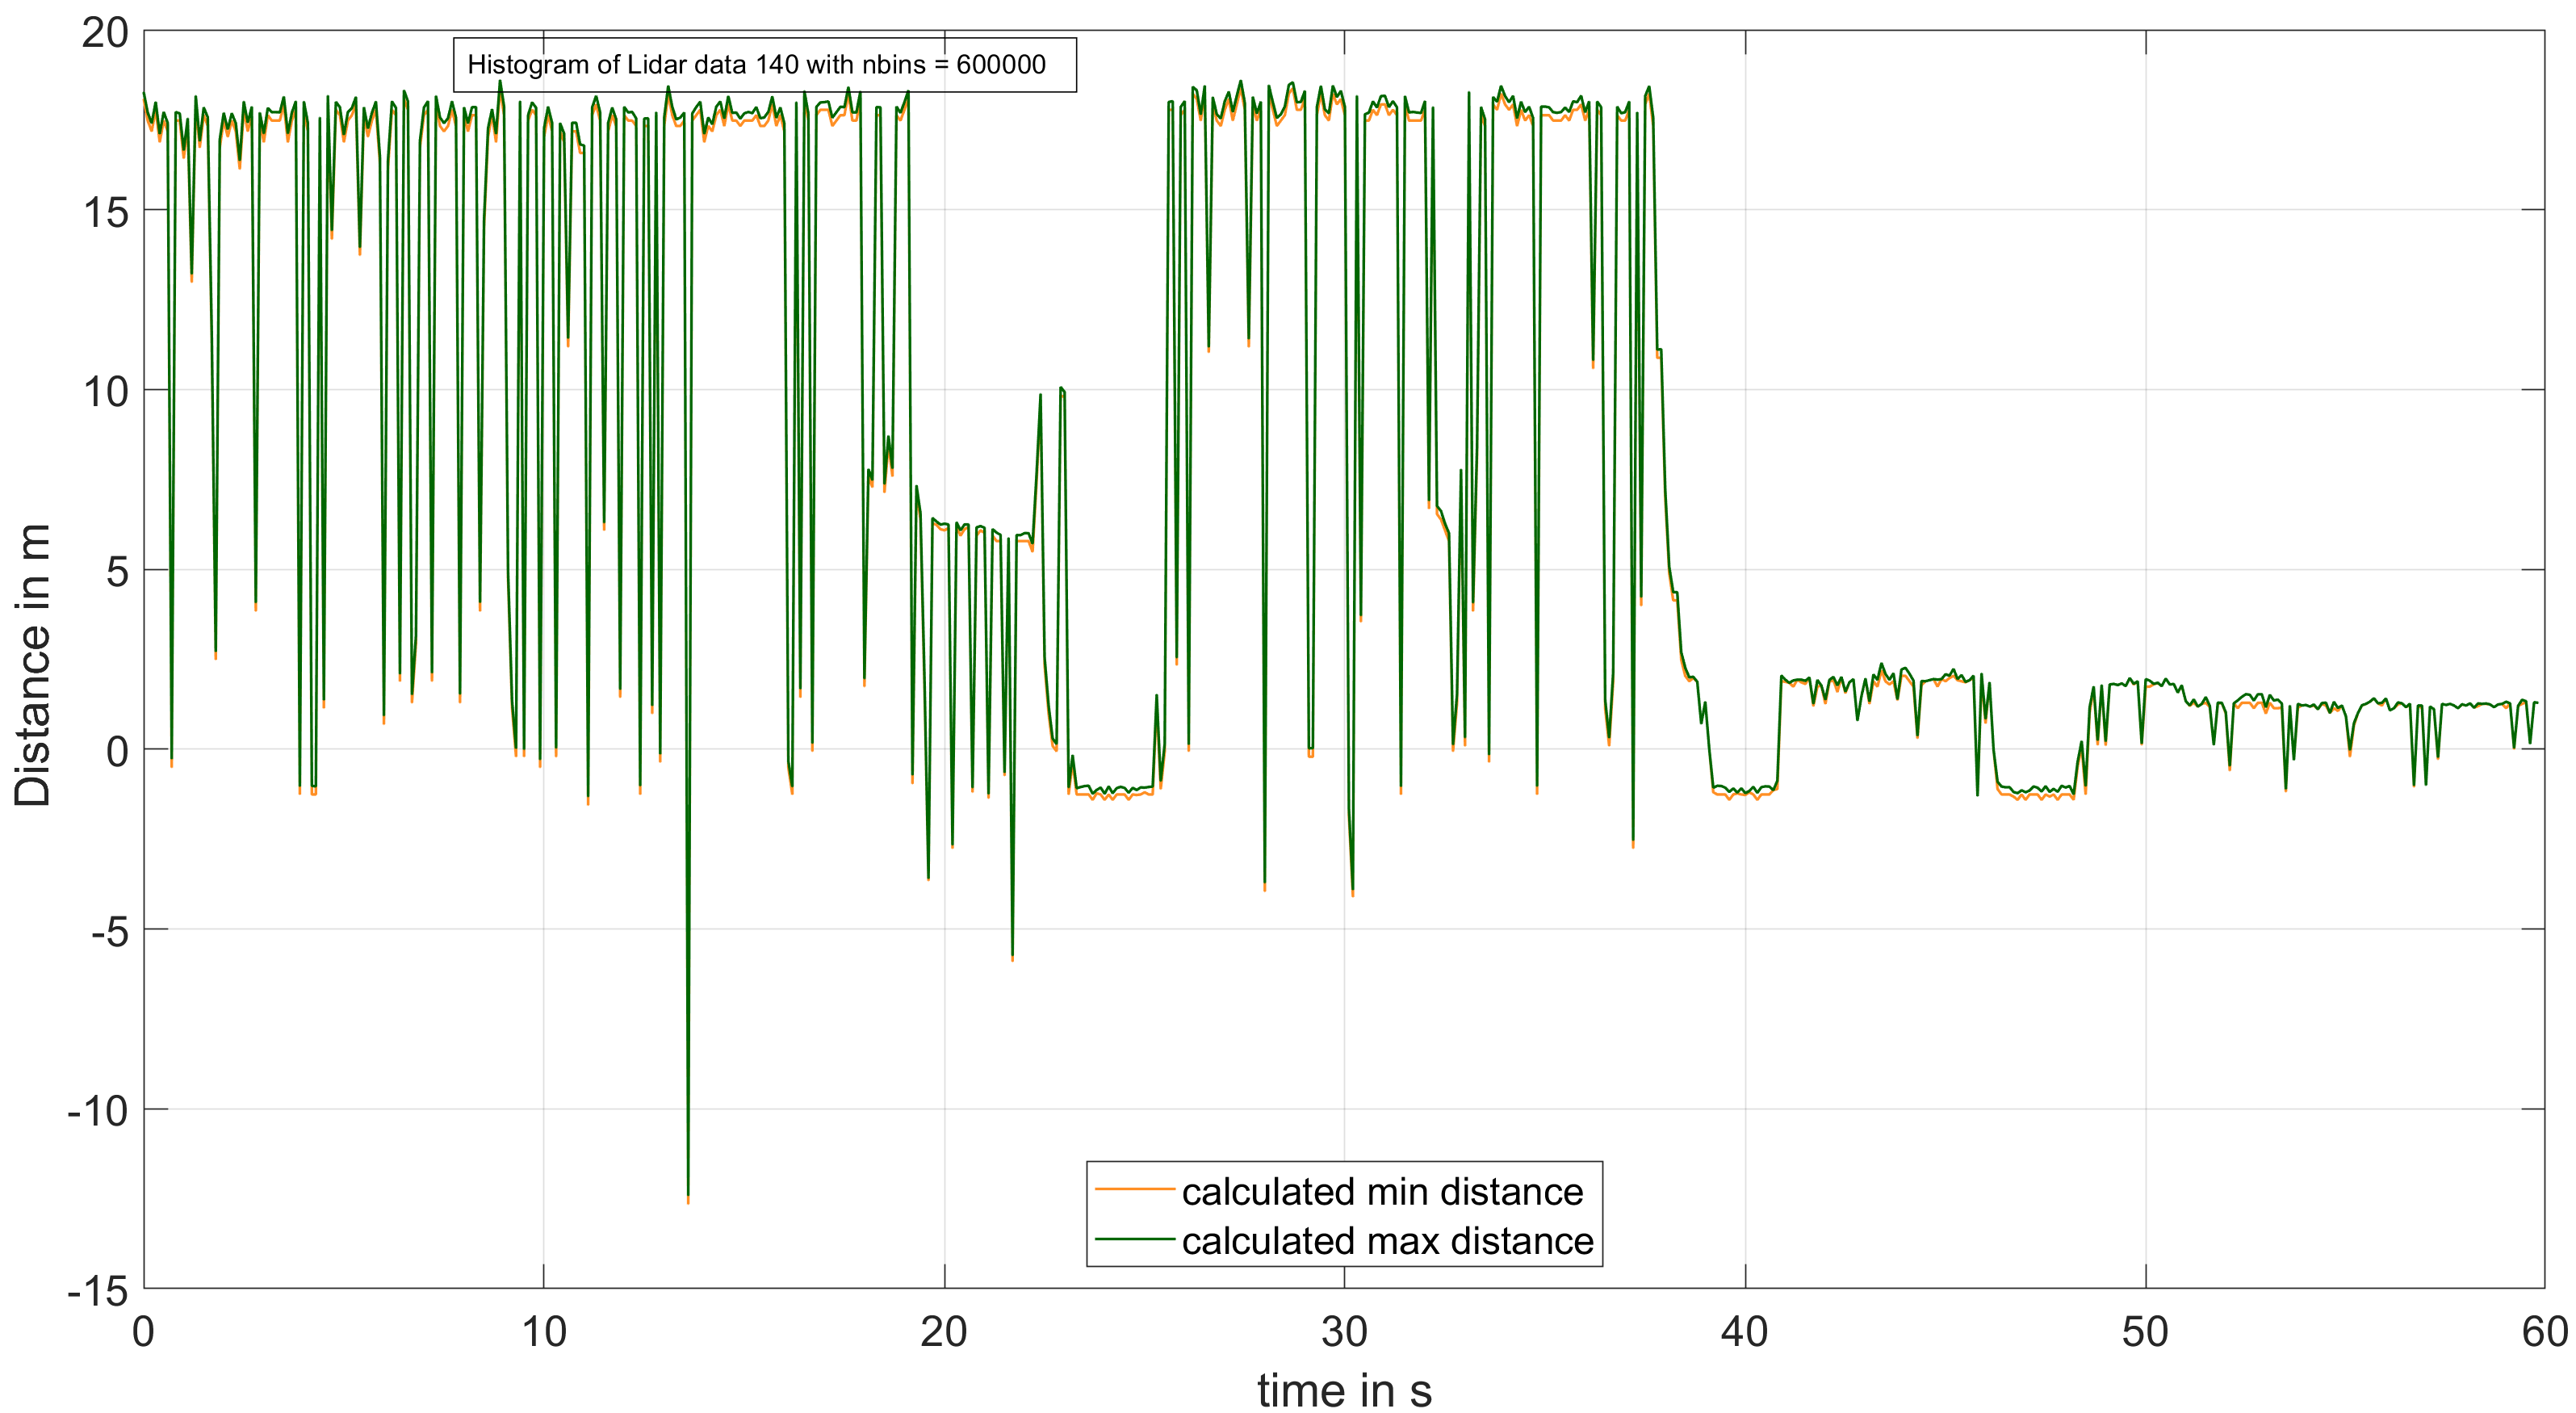 Histogram of Lidar data 140 with nbins = 600000
20
15
10
5
0
-5
-10
-15
Distance in m
calculated min distance
calculated max distance
0 10 20 30 40 50 60
time in s